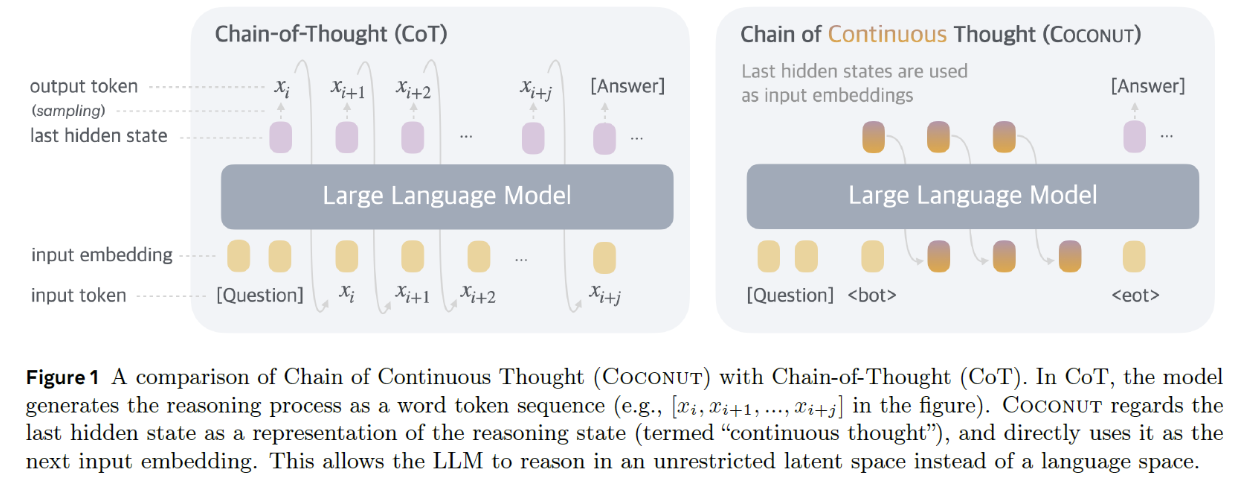 Chain-of-Thought (CoT)
output token
(sampling)
last hidden state
x_i x_{i+1} x_{i+2} x_{i+j} [Answer]
... ...
Large Language Model
input embedding
...
input token
[Question] x_i x_{i+1} x_{i+2} x_{i+j}
Chain of Continuous Thought (COCONUT)
Last hidden states are used
as input embeddings
[Answer]
...
Large Language Model
[Question] <bot> <eot>
Figure 1 A comparison of Chain of Continuous Thought (COCONUT) with Chain-of-Thought (CoT). In CoT, the model
generates the reasoning process as a word token sequence (e.g., [x_i, x_{i+1}, ..., x_{i+j}] in the figure). COCONUT regards the
last hidden state as a representation of the reasoning state (termed “continuous thought”), and directly uses it as the
next input embedding. This allows the LLM to reason in an unrestricted latent space instead of a language space.